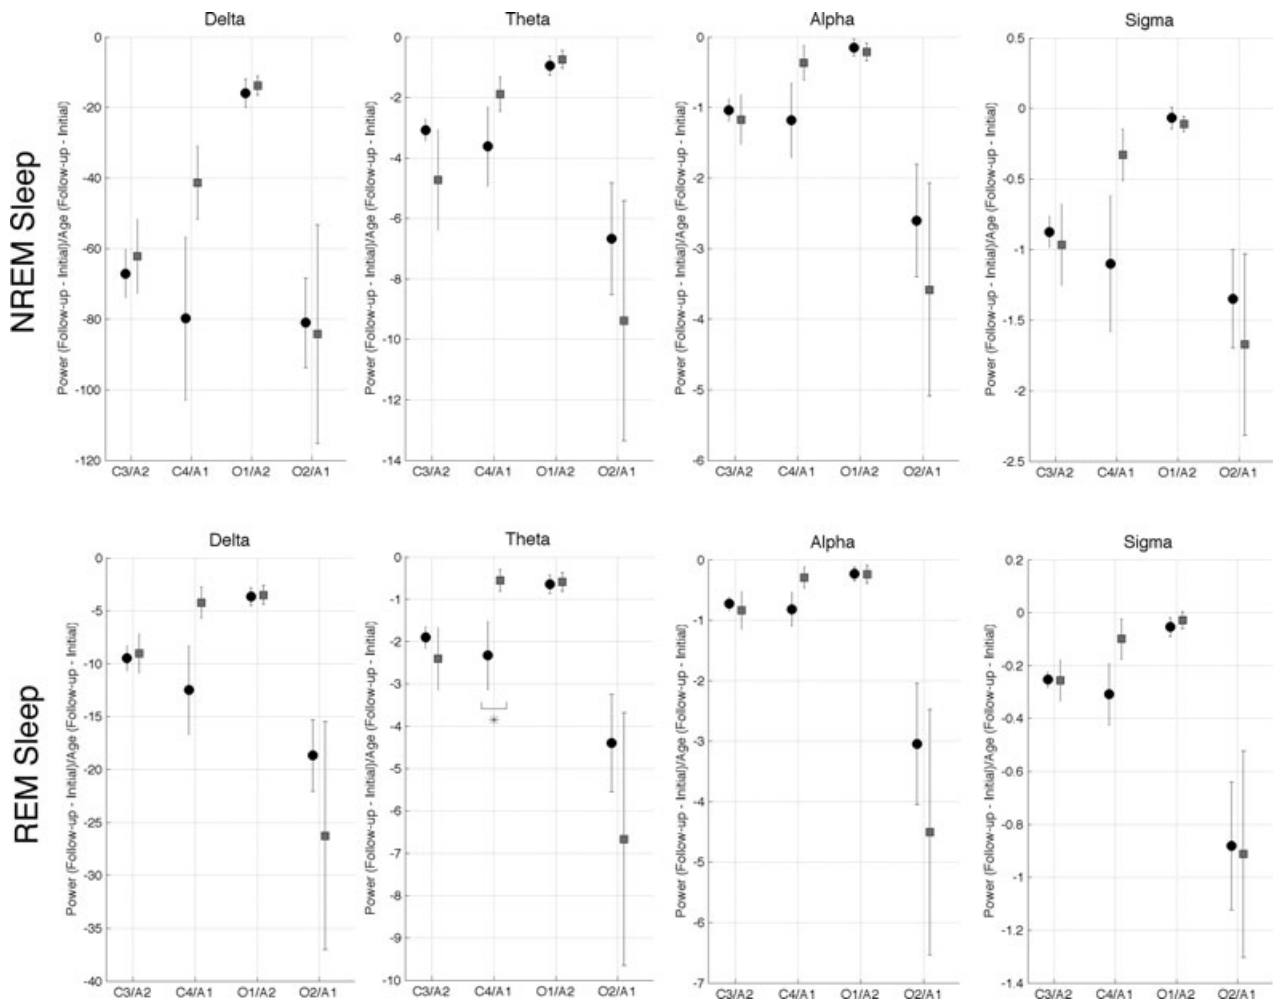 NREM Sleep
Delta
Power (Follow-up - Initial)/Age (Follow-up - Initial)
0
-20
-40
-60
-80
-100
-120
C3/A2 C4/A1 O1/A2 O2/A1
Theta
Power (Follow-up - Initial)/Age (Follow-up - Initial)
0
-2
-4
-6
-8
-10
-12
-14
C3/A2 C4/A1 O1/A2 O2/A1
Alpha
Power (Follow-up - Initial)/Age (Follow-up - Initial)
0
-1
-2
-3
-4
-5
-6
C3/A2 C4/A1 O1/A2 O2/A1
Sigma
Power (Follow-up - Initial)/Age (Follow-up - Initial)
0.5
0
-0.5
-1
-1.5
-2
-2.5
C3/A2 C4/A1 O1/A2 O2/A1
REM Sleep
Delta
Power (Follow-up - Initial)/Age (Follow-up - Initial)
0
-5
-10
-15
-20
-25
-30
-35
-40
C3/A2 C4/A1 O1/A2 O2/A1
Theta
Power (Follow-up - Initial)/Age (Follow-up - Initial)
0
-1
-2
-3
-4
-5
-6
-7
-8
-9
-10
*
C3/A2 C4/A1 O1/A2 O2/A1
Alpha
Power (Follow-up - Initial)/Age (Follow-up - Initial)
0
-1
-2
-3
-4
-5
-6
-7
C3/A2 C4/A1 O1/A2 O2/A1
Sigma
Power (Follow-up - Initial)/Age (Follow-up - Initial)
0.2
0
-0.2
-0.4
-0.6
-0.8
-1
-1.2
-1.4
C3/A2 C4/A1 O1/A2 O2/A1